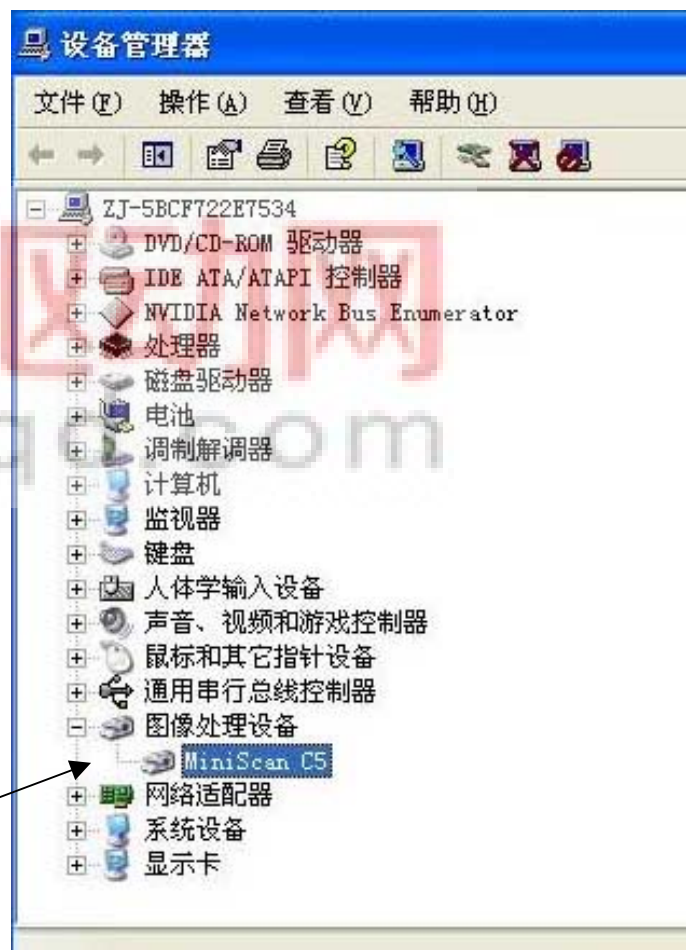 设备管理器
文件(F) 操作(A) 查看(V) 帮助(H)
ZJ-5BCF722E7534
DVD/CD-ROM 驱动器
IDE ATA/ATAPI 控制器
NVIDIA Network Bus Enumerator
处理器
磁盘驱动器
电池
调制解调器
计算机
监视器
键盘
人体学输入设备
声音、视频和游戏控制器
鼠标和其它指针设备
通用串行总线控制器
图像处理设备
MiniScan C5
网络适配器
系统设备
显示卡